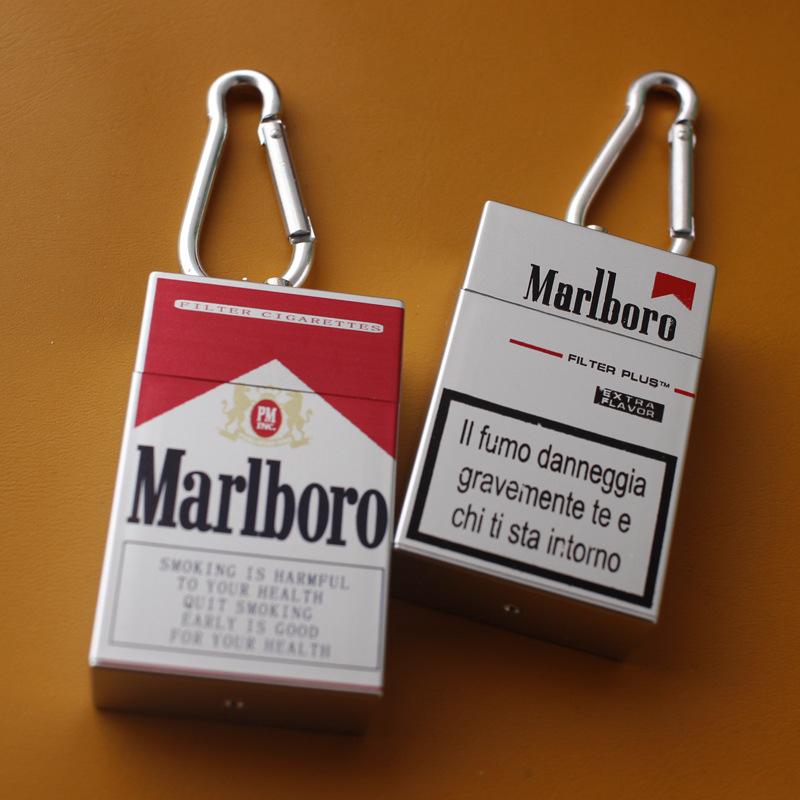 FILTER CIGARETTES
PM
INC.
Marlboro
SMOKING IS HARMFUL
TO YOUR HEALTH
QUIT SMOKING
EARLY IS GOOD
FOR YOUR HEALTH
Marlboro
FILTER PLUS™
EXTRA
FLAVOR
Il fumo danneggia
gravemente te e
chi ti sta intorno